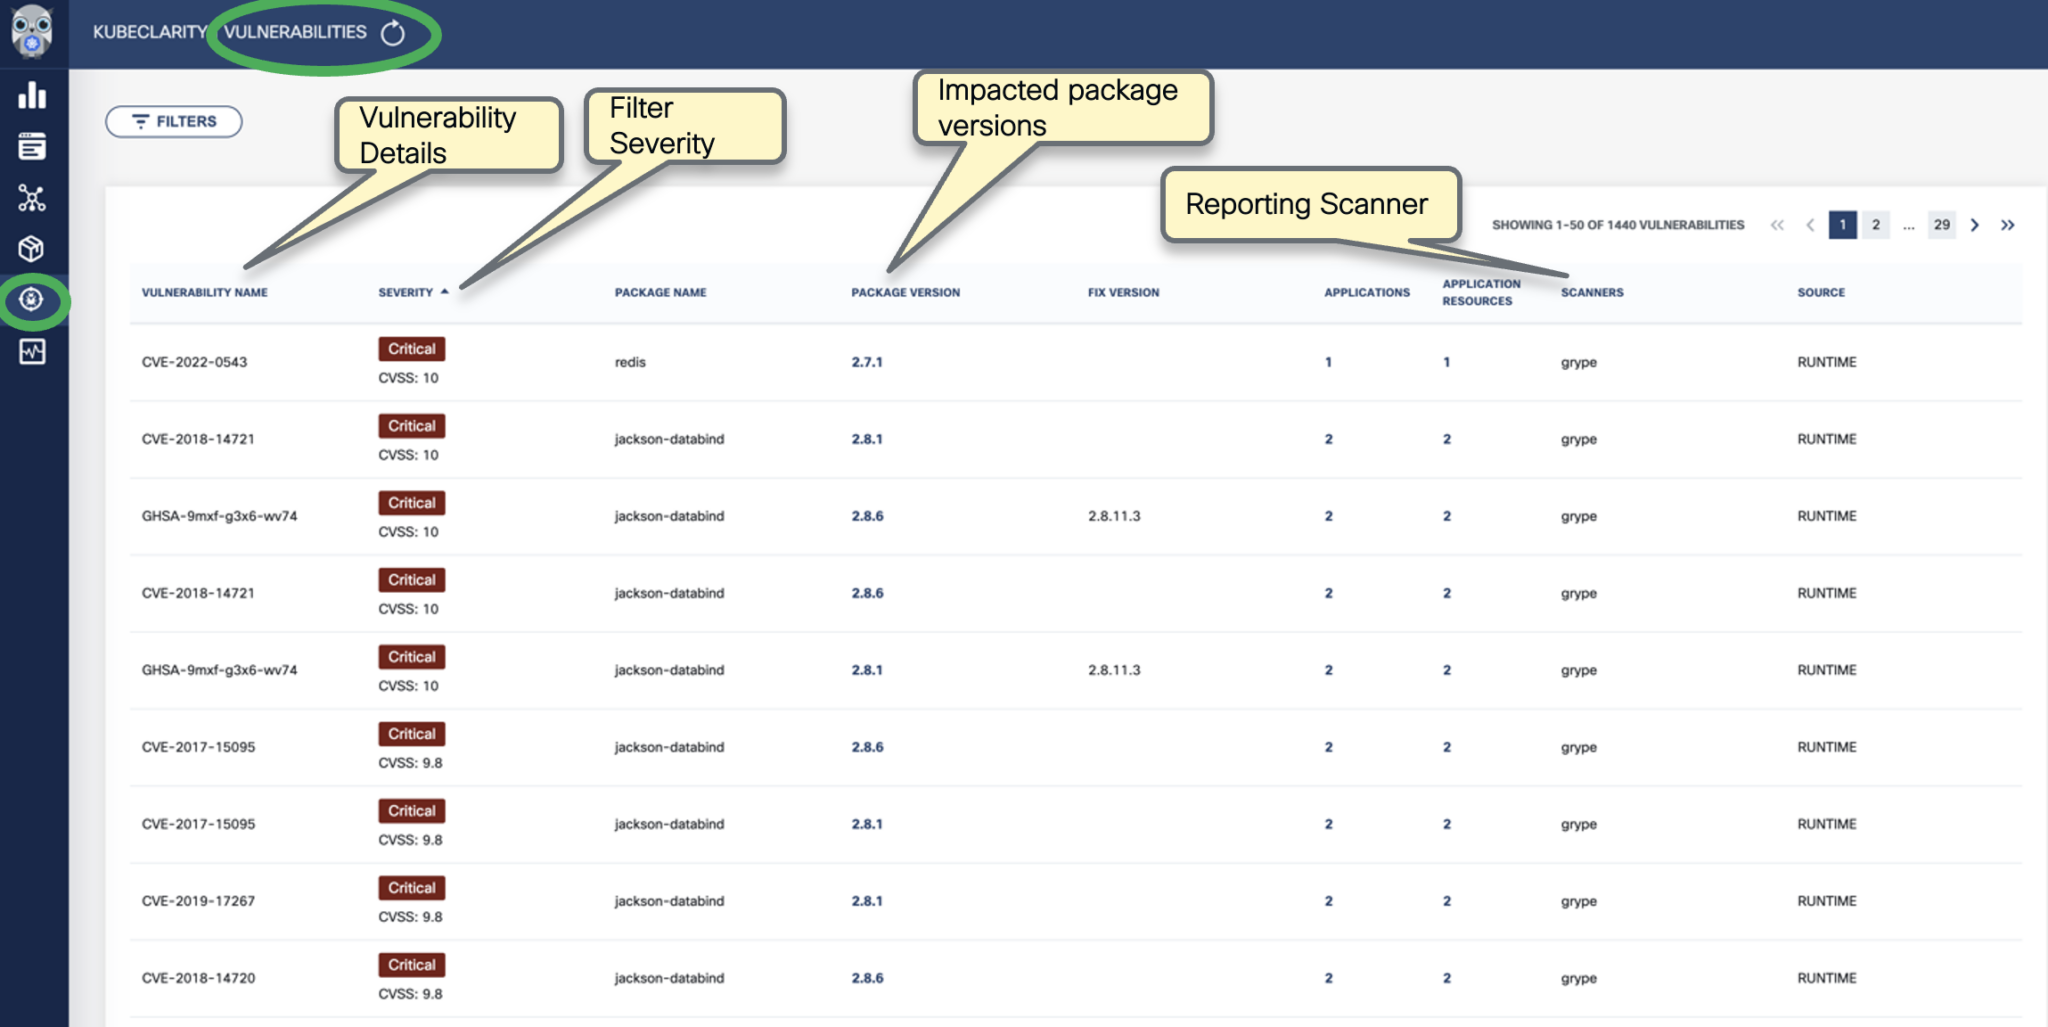 KUBECLARITY VULNERABILITIES
FILTERS
Vulnerability
Details
Filter
Severity
Impacted package
versions
Reporting Scanner
SHOWING 1-50 OF 1440 VULNERABILITIES << < 1 2 ... 29 > >>
VULNERABILITY NAME SEVERITY PACKAGE NAME PACKAGE VERSION FIX VERSION APPLICATIONS APPLICATION RESOURCES SCANNERS SOURCE
CVE-2022-0543 Critical redis 2.7.1 1 1 grype RUNTIME
CVSS: 10
CVE-2018-14721 Critical jackson-databind 2.8.1 2 2 grype RUNTIME
CVSS: 10
GHSA-9mxf-g3x6-wv74 Critical jackson-databind 2.8.6 2.8.11.3 2 2 grype RUNTIME
CVSS: 10
CVE-2018-14721 Critical jackson-databind 2.8.6 2 2 grype RUNTIME
CVSS: 10
GHSA-9mxf-g3x6-wv74 Critical jackson-databind 2.8.1 2.8.11.3 2 2 grype RUNTIME
CVSS: 10
CVE-2017-15095 Critical jackson-databind 2.8.6 2 2 grype RUNTIME
CVSS: 9.8
CVE-2017-15095 Critical jackson-databind 2.8.1 2 2 grype RUNTIME
CVSS: 9.8
CVE-2019-17267 Critical jackson-databind 2.8.1 2 2 grype RUNTIME
CVSS: 9.8
CVE-2018-14720 Critical jackson-databind 2.8.6 2 2 grype RUNTIME
CVSS: 9.8